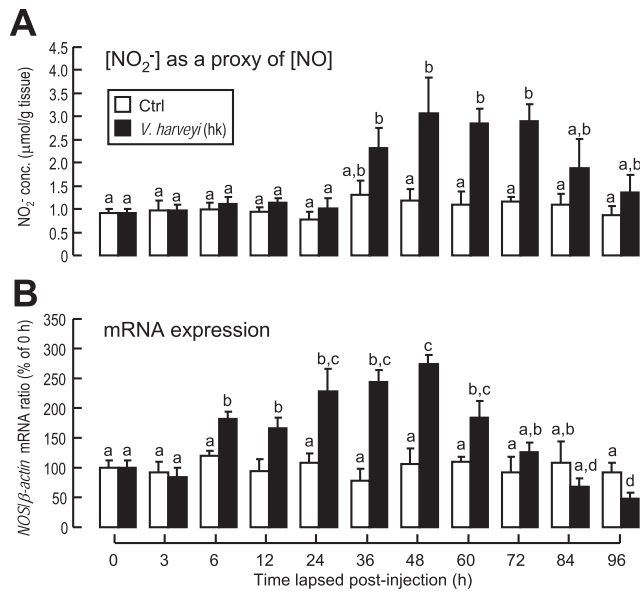 A
[NO₂⁻] as a proxy of [NO]
Ctrl
V. harveyi (hk)
NO₂⁻ conc. (μmol/g tissue)
4.5
4.0
3.5
3.0
2.5
2.0
1.5
1.0
0.5
0
a a a a a a a a a a a,b b a b a b a b a a,b a a,b
B
mRNA expression
NOS/β-actin mRNA ratio (% of 0 h)
350
300
250
200
150
100
50
0
a a a a a b a b a b,c a b,c a c a b,c a a,b a,b a,d a d
0 3 6 12 24 36 48 60 72 84 96
Time lapsed post-injection (h)